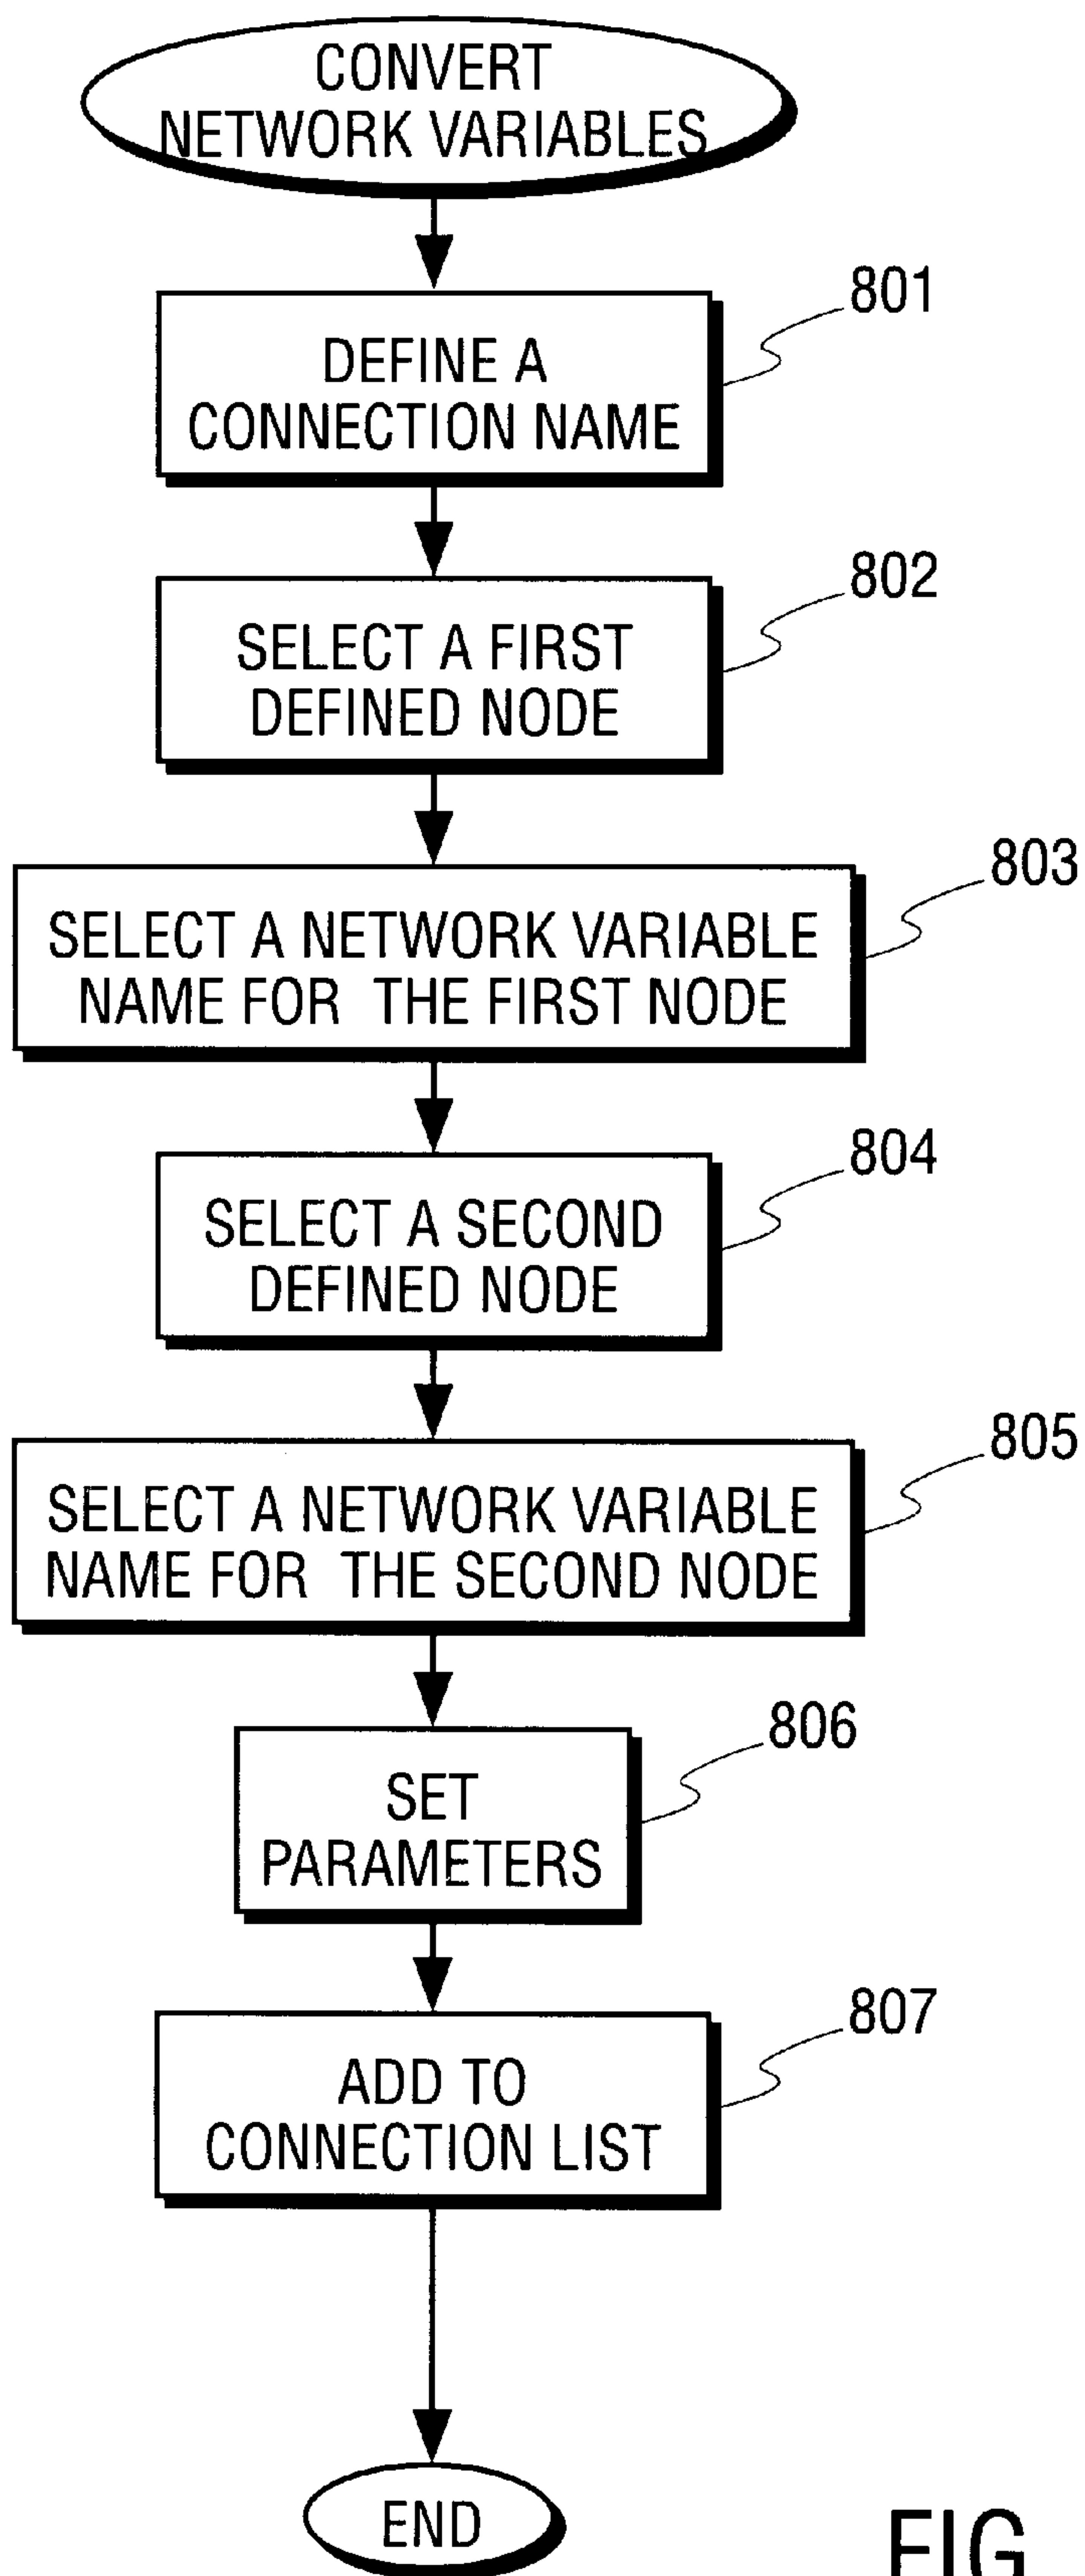 CONVERT
NETWORK VARIABLES
801
DEFINE A
CONNECTION NAME
802
SELECT A FIRST
DEFINED NODE
803
SELECT A NETWORK VARIABLE
NAME FOR THE FIRST NODE
804
SELECT A SECOND
DEFINED NODE
805
SELECT A NETWORK VARIABLE
NAME FOR THE SECOND NODE
806
SET
PARAMETERS
807
ADD TO
CONNECTION LIST
END
FIG